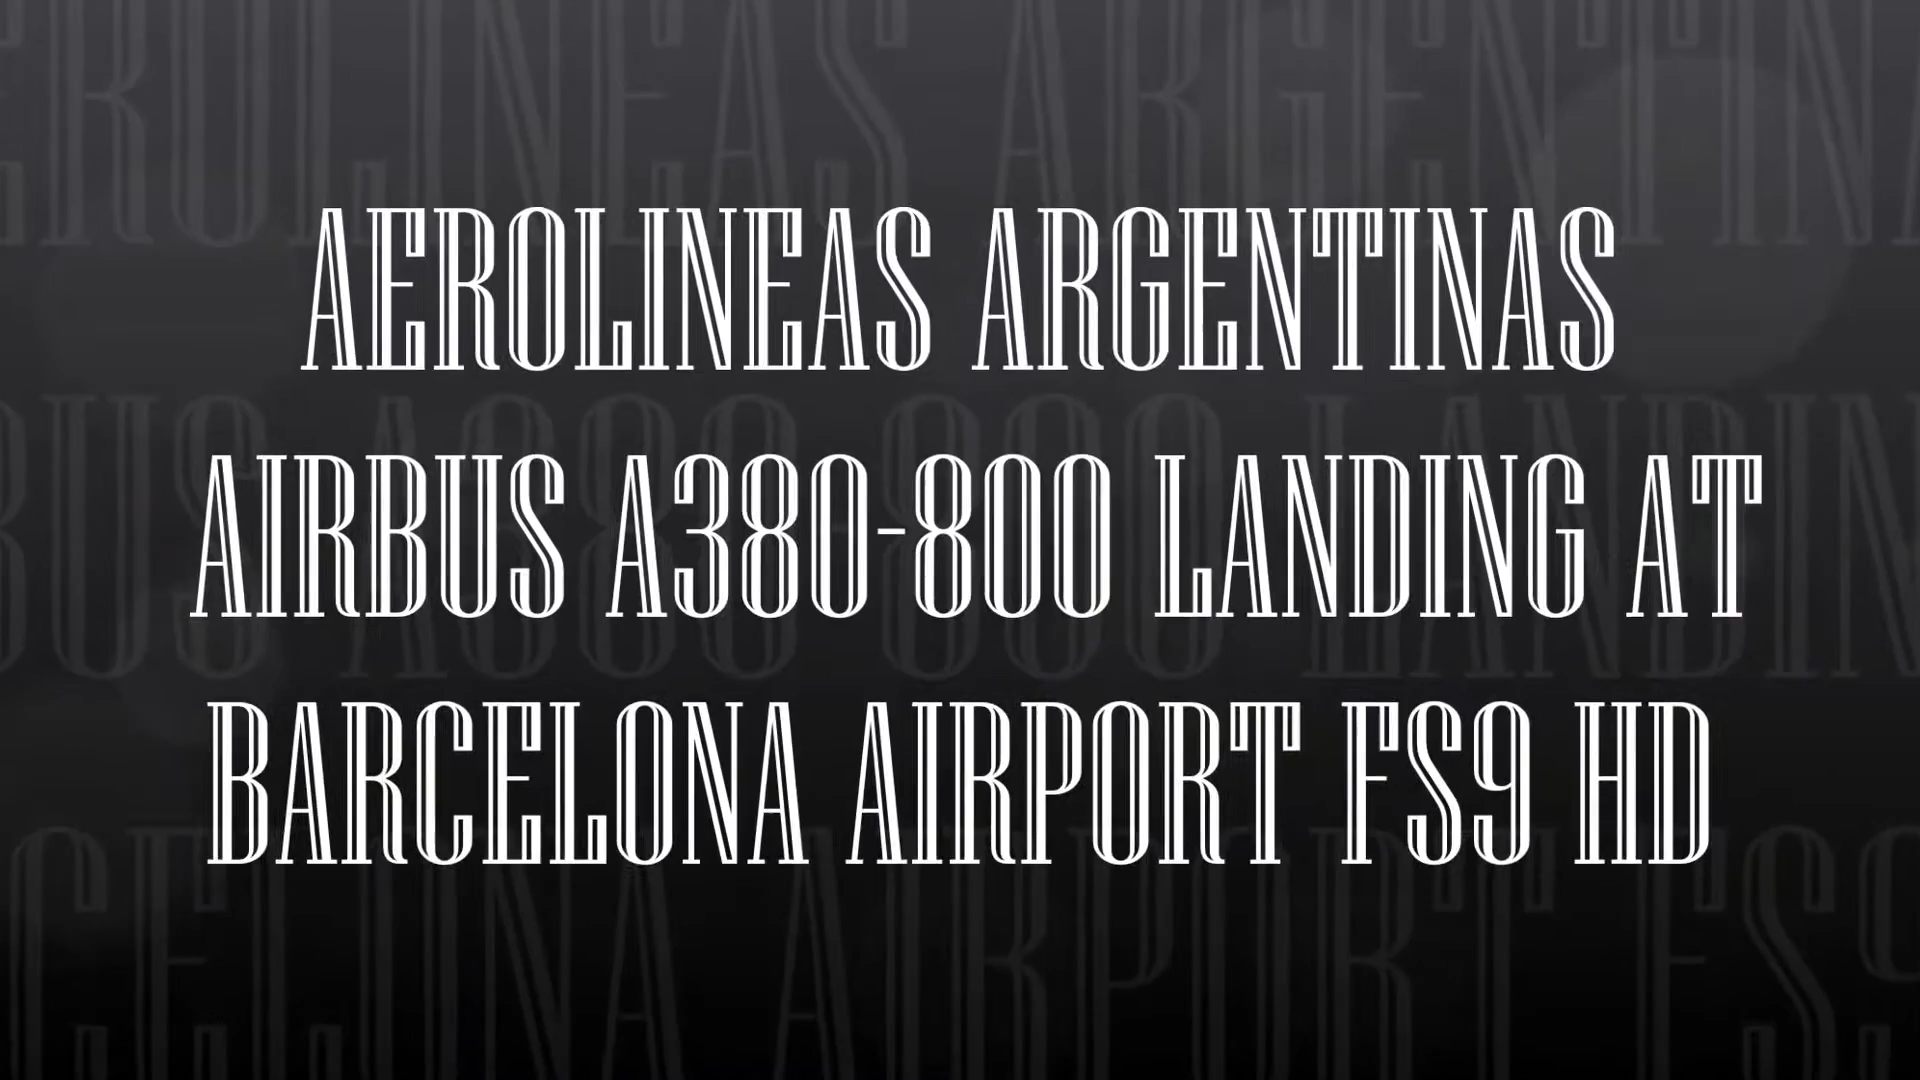 AEROLINEAS ARGENTINAS
AIRBUS A380-800 LANDING AT
BARCELONA AIRPORT FS9 HD